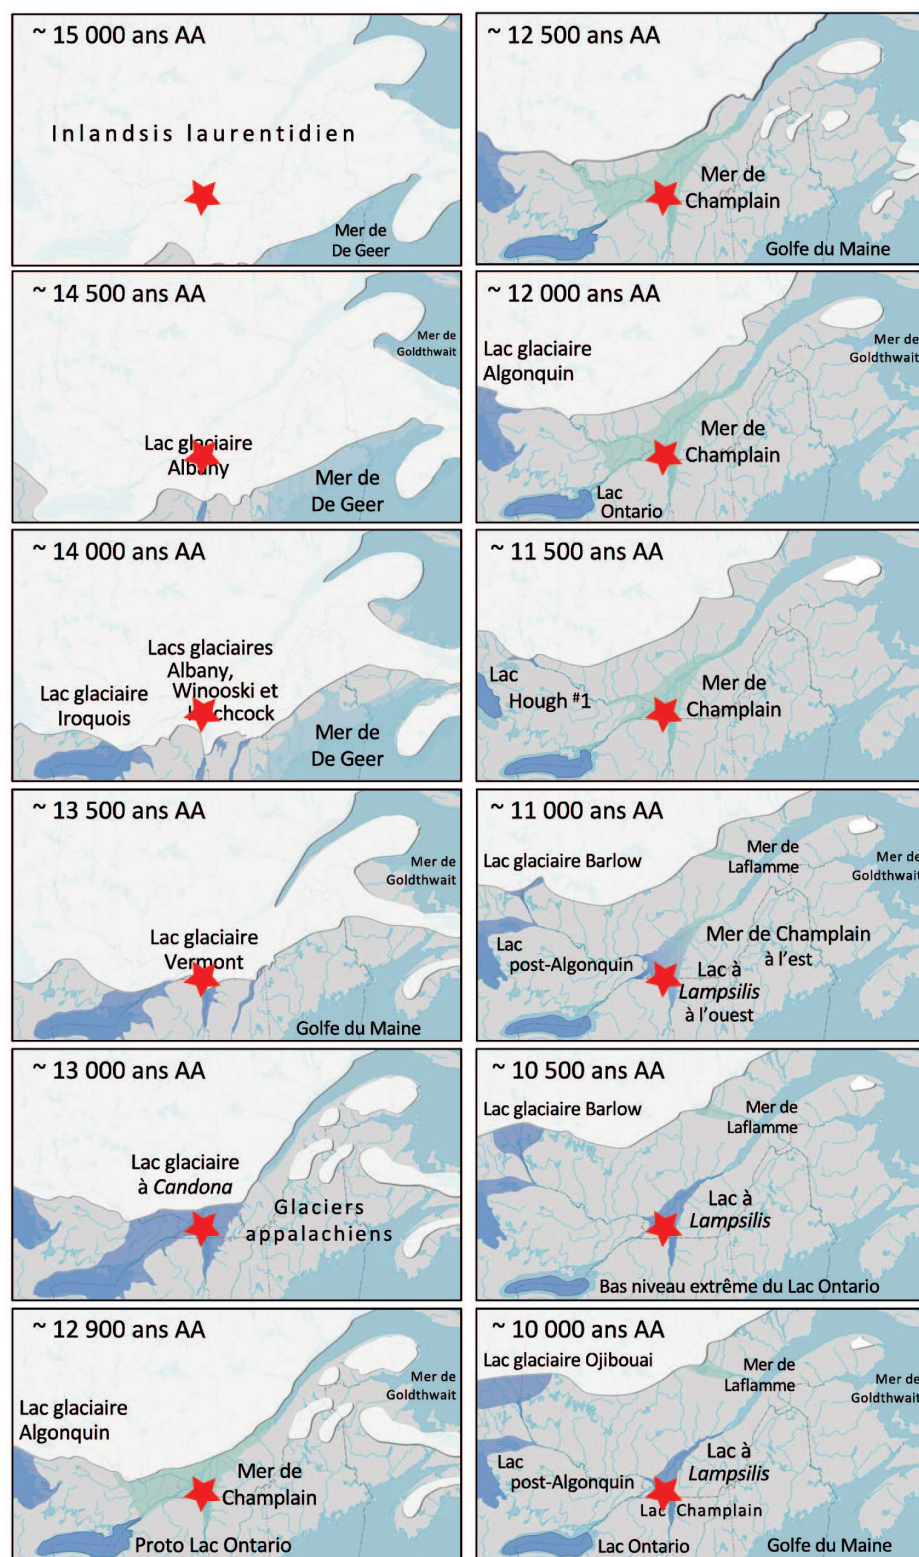 ~ 15 000 ans AA
Inlandsis laurentidien
Mer de
De Geer
~ 14 500 ans AA
Mer de
Goldthwait
Lac glaciaire
Albany
Mer de
De Geer
~ 14 000 ans AA
Lacs glaciaires
Albany,
Winooski et
Lac glaciaire
Iroquois
Mer de
De Geer
~ 13 500 ans AA
Mer de
Goldthwait
Lac glaciaire
Vermont
Golfe du Maine
~ 13 000 ans AA
Lac glaciaire
à Candona
Glaciers
appalachiens
~ 12 900 ans AA
Mer de
Goldthwait
Lac glaciaire
Algonquin
Mer de
Champlain
Proto Lac Ontario
~ 12 500 ans AA
Mer de
Champlain
Golfe du Maine
~ 12 000 ans AA
Mer de
Goldthwait
Lac glaciaire
Algonquin
Mer de
Champlain
Lac
Ontario
~ 11 500 ans AA
Lac
Hough #1
Mer de
Champlain
~ 11 000 ans AA
Lac glaciaire Barlow
Mer de
Laflamme
Mer de
Goldthwait
Lac
post-Algonquin
Mer de Champlain
à l'est
Lac à
Lampsilis
à l'ouest
~ 10 500 ans AA
Lac glaciaire Barlow
Mer de
Laflamme
Lac à
Lampsilis
Bas niveau extrême du Lac Ontario
~ 10 000 ans AA
Lac glaciaire Ojibouai
Mer de
Laflamme
Mer de
Goldthwait
Lac
post-Algonquin
Lac à
Lampsilis
Lac Champlain
Lac Ontario
Golfe du Maine